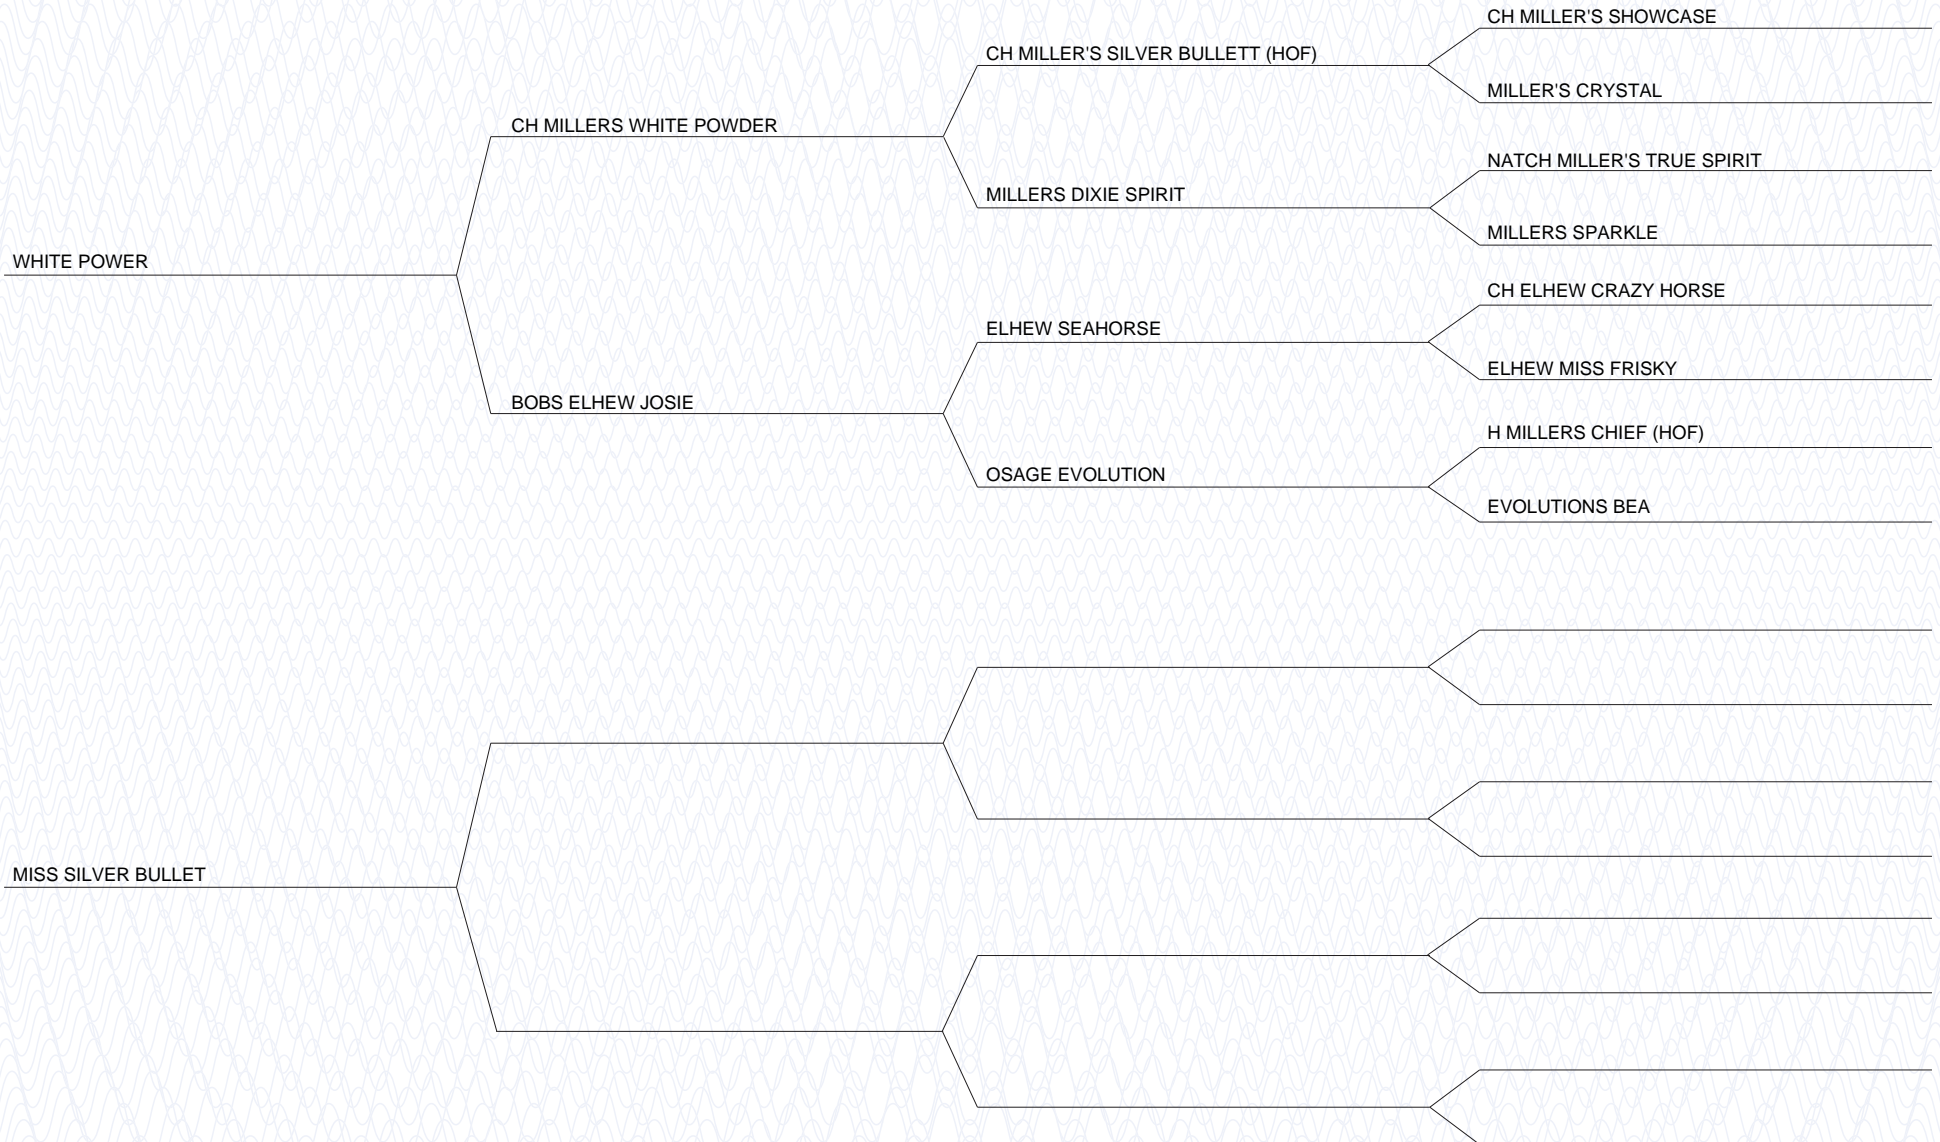 CH MILLER'S SHOWCASE
CH MILLER'S SILVER BULLETT (HOF)
MILLER'S CRYSTAL
CH MILLERS WHITE POWDER
NATCH MILLER'S TRUE SPIRIT
MILLERS DIXIE SPIRIT
MILLERS SPARKLE
WHITE POWER
CH ELHEW CRAZY HORSE
ELHEW SEAHORSE
ELHEW MISS FRISKY
BOBS ELHEW JOSIE
H MILLERS CHIEF (HOF)
OSAGE EVOLUTION
EVOLUTIONS BEA
MISS SILVER BULLET